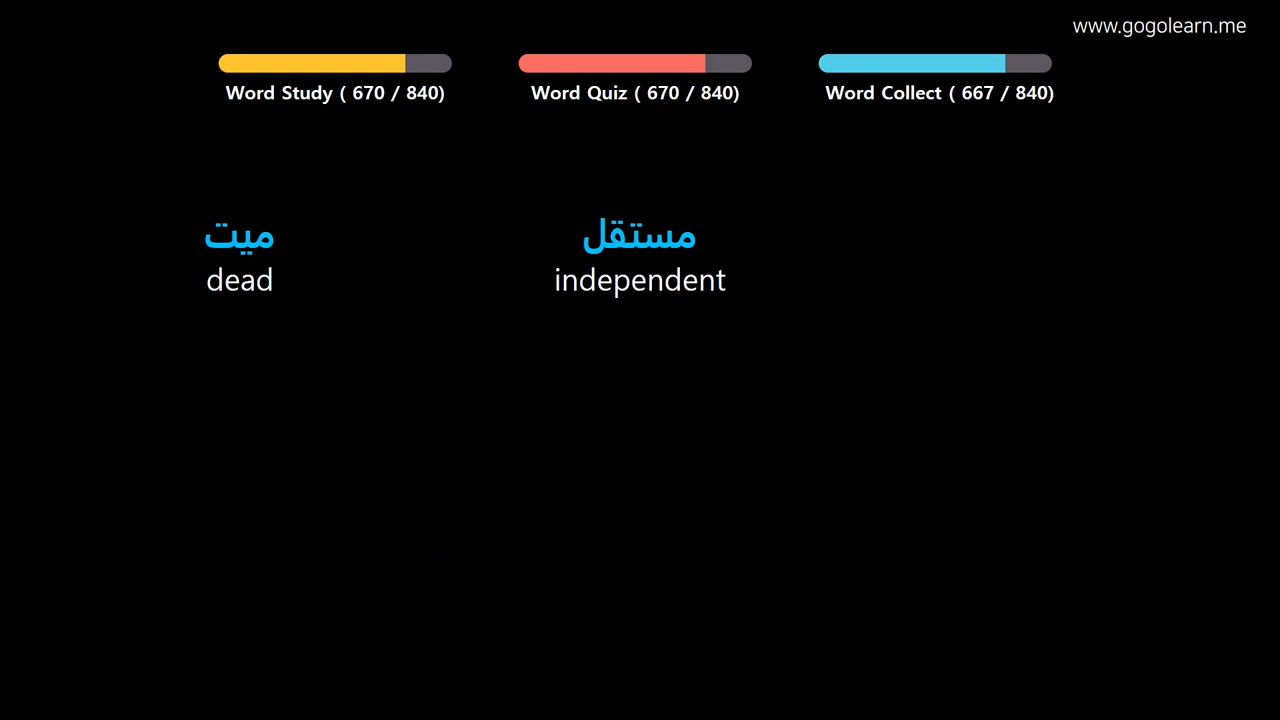 www.gogolearn.me
Word Study ( 670 / 840)
Word Quiz ( 670 / 840)
Word Collect ( 667 / 840)
ميت
dead
مستقل
independent